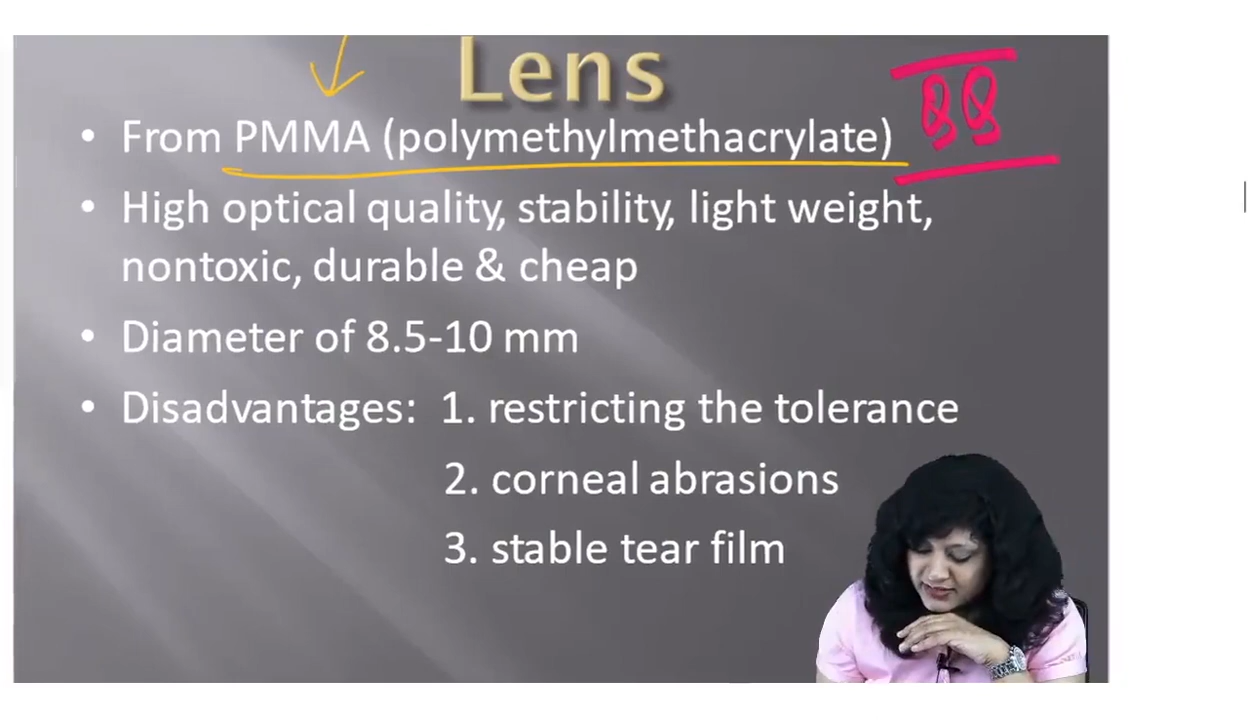 Lens
• From PMMA (polymethylmethacrylate)
• High optical quality, stability, light weight,
nontoxic, durable & cheap
• Diameter of 8.5-10 mm
• Disadvantages: 1. restricting the tolerance
2. corneal abrasions
3. stable tear film